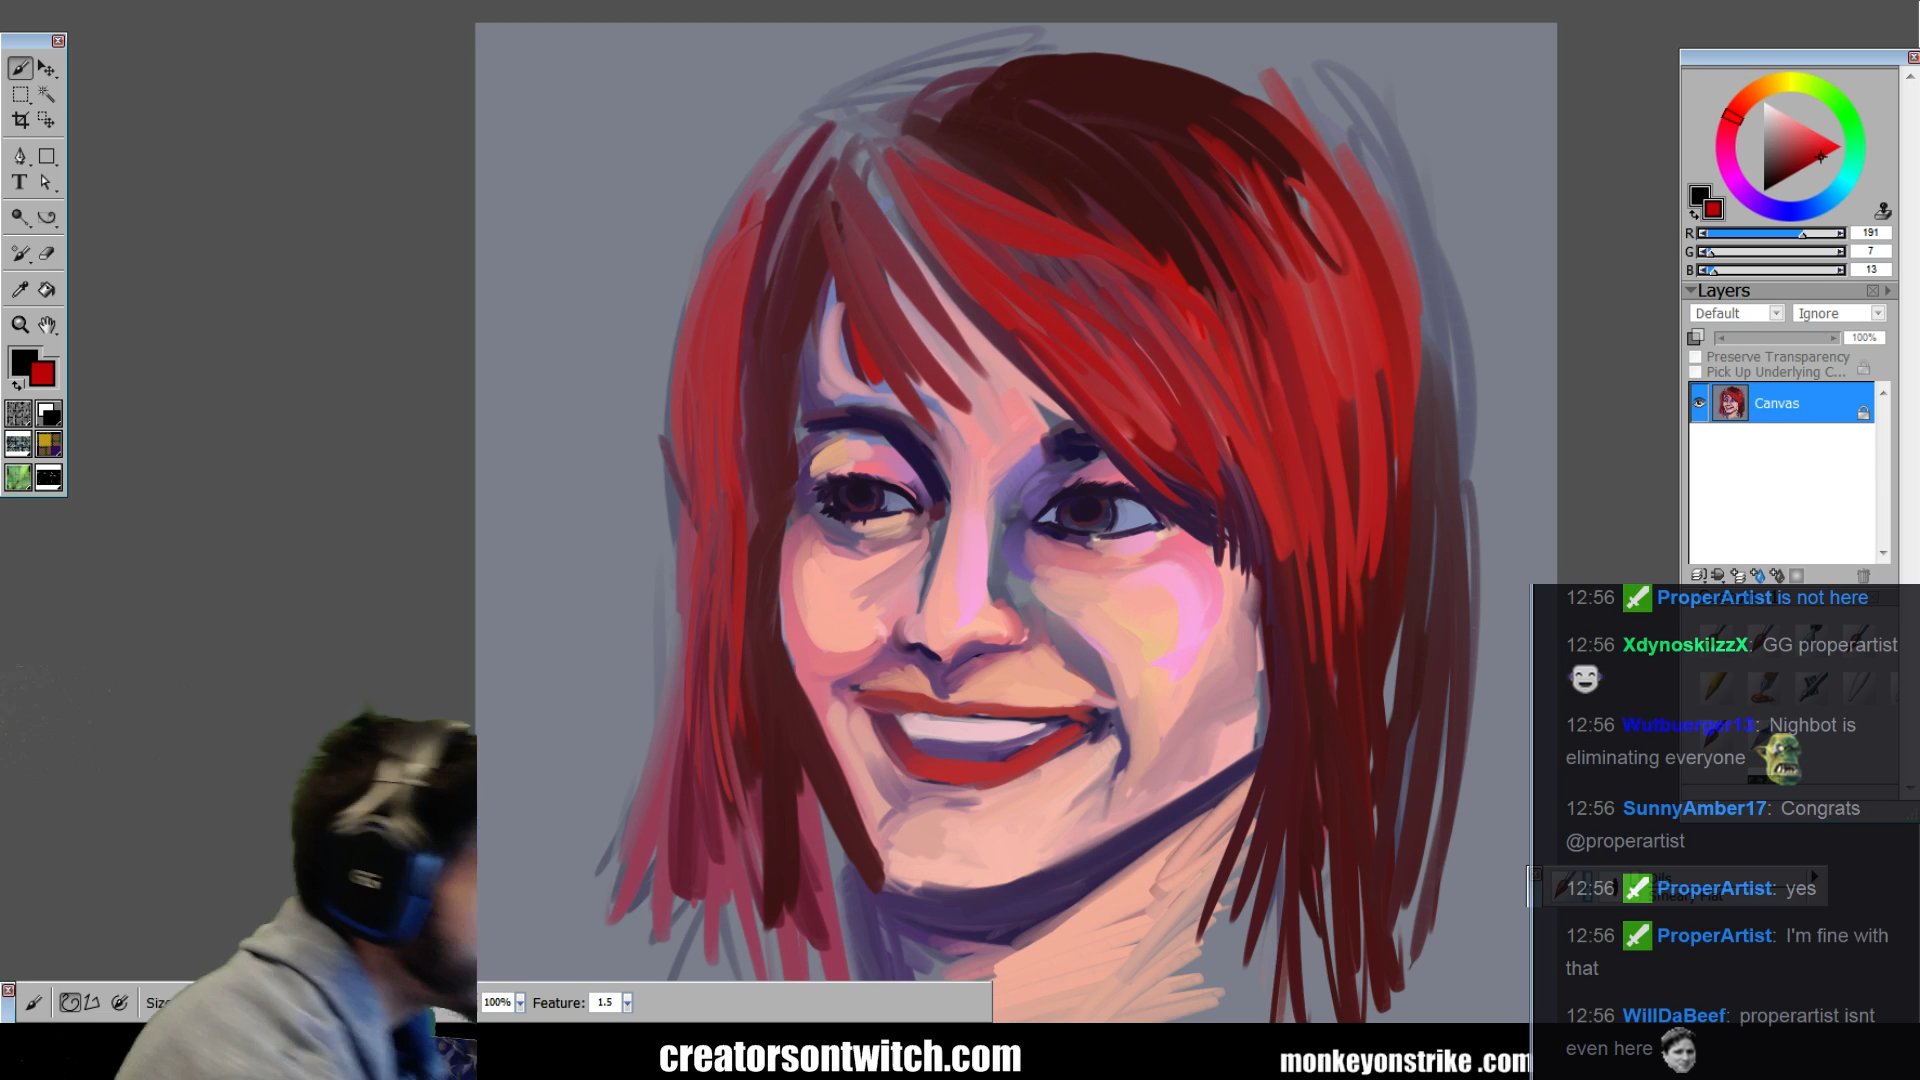 T
R 191
G 7
B 13
Layers
Default Ignore
100%
Preserve Transparency
Pick Up Underlying C...
Canvas
12:56 ProperArtist is not here
12:56 XdynoskilzzX: GG properartist
12:56 Wutbuerger13: Nighbot is
eliminating everyone
12:56 SunnyAmber17: Congrats
@properartist
12:56 ProperArtist: yes
12:56 ProperArtist: I'm fine with
that
12:56 WillDaBeef: properartist isnt
even here
100% Feature: 1.5
creatorsontwitch.com
monkeyonstrike .com